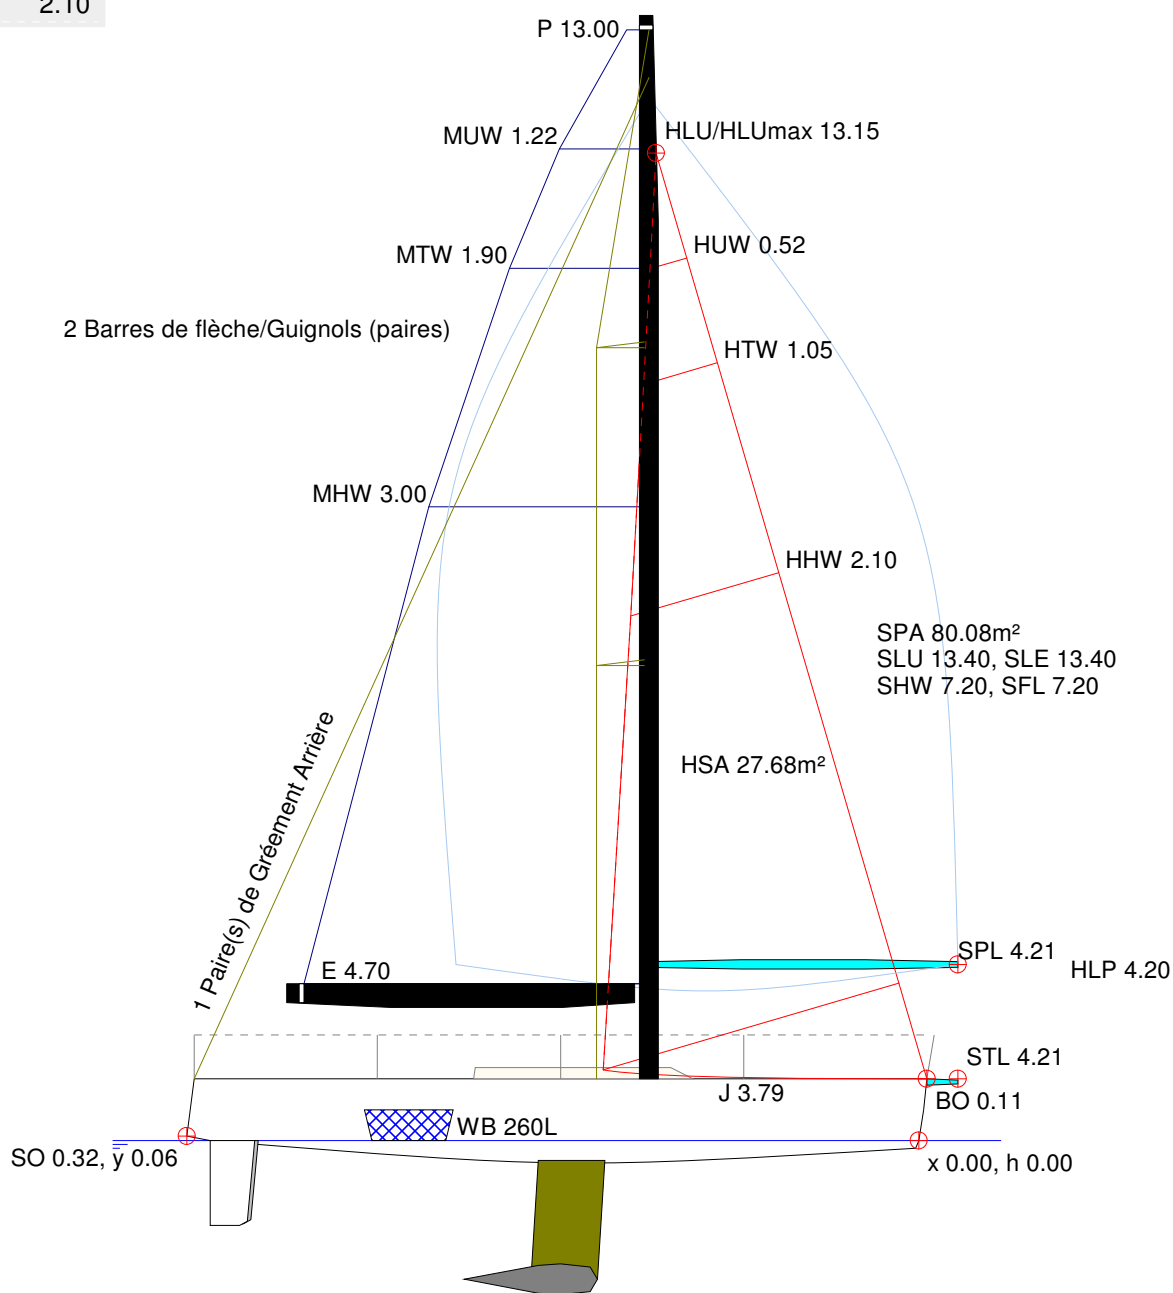 2.10
P 13.00
MUW 1.22
HLU/HLUmax 13.15
MTW 1.90
HUW 0.52
2 Barres de flèche/Guignols (paires)
HTW 1.05
MHW 3.00
HHW 2.10
SPA 80.08m²
SLU 13.40, SLE 13.40
SHW 7.20, SFL 7.20
1 Paire(s) de Gréement Arrière
HSA 27.68m²
E 4.70
SPL 4.21
HLP 4.20
STL 4.21
J 3.79
BO 0.11
WB 260L
SO 0.32, y 0.06
x 0.00, h 0.00